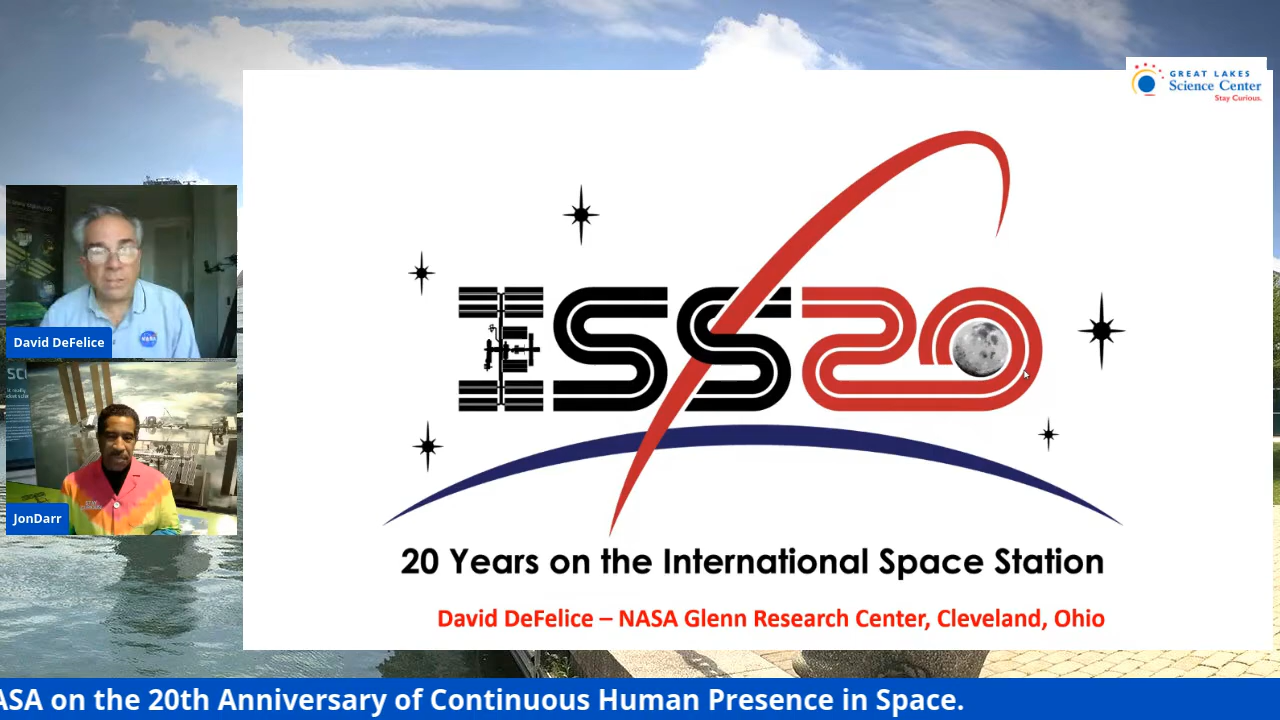 GREAT LAKES
Science Center
Stay Curious.
David DeFelice
NASA
JonDarr
ISS20
20 Years on the International Space Station
David DeFelice – NASA Glenn Research Center, Cleveland, Ohio
ASA on the 20th Anniversary of Continuous Human Presence in Space.